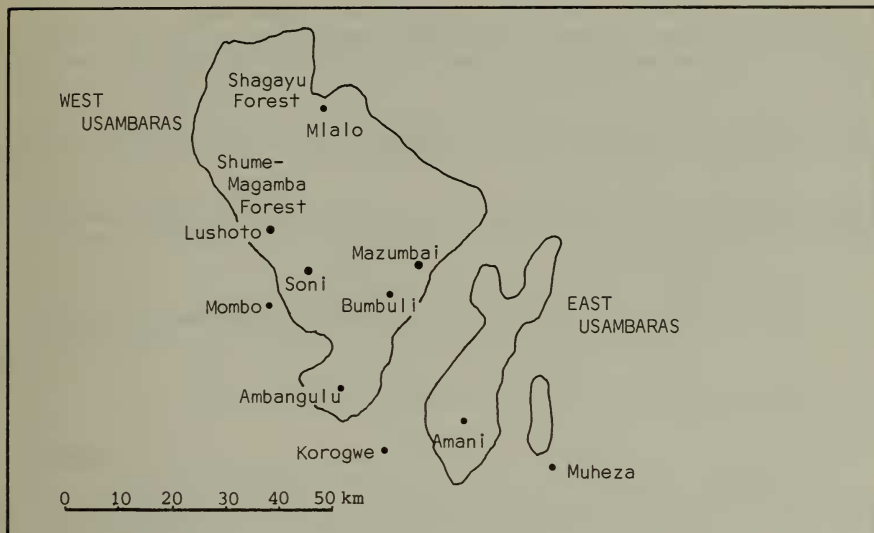 Shagayu
Forest
WEST
USAMBARAS
Mlalo
Shume-
Magamba
Forest
Lushoto
Mazumbai
Soni
Mombo
Bumbuli
EAST
USAMBARAS
Ambangulu
Amani
Korogwe
Muheza
0 10 20 30 40 50 km